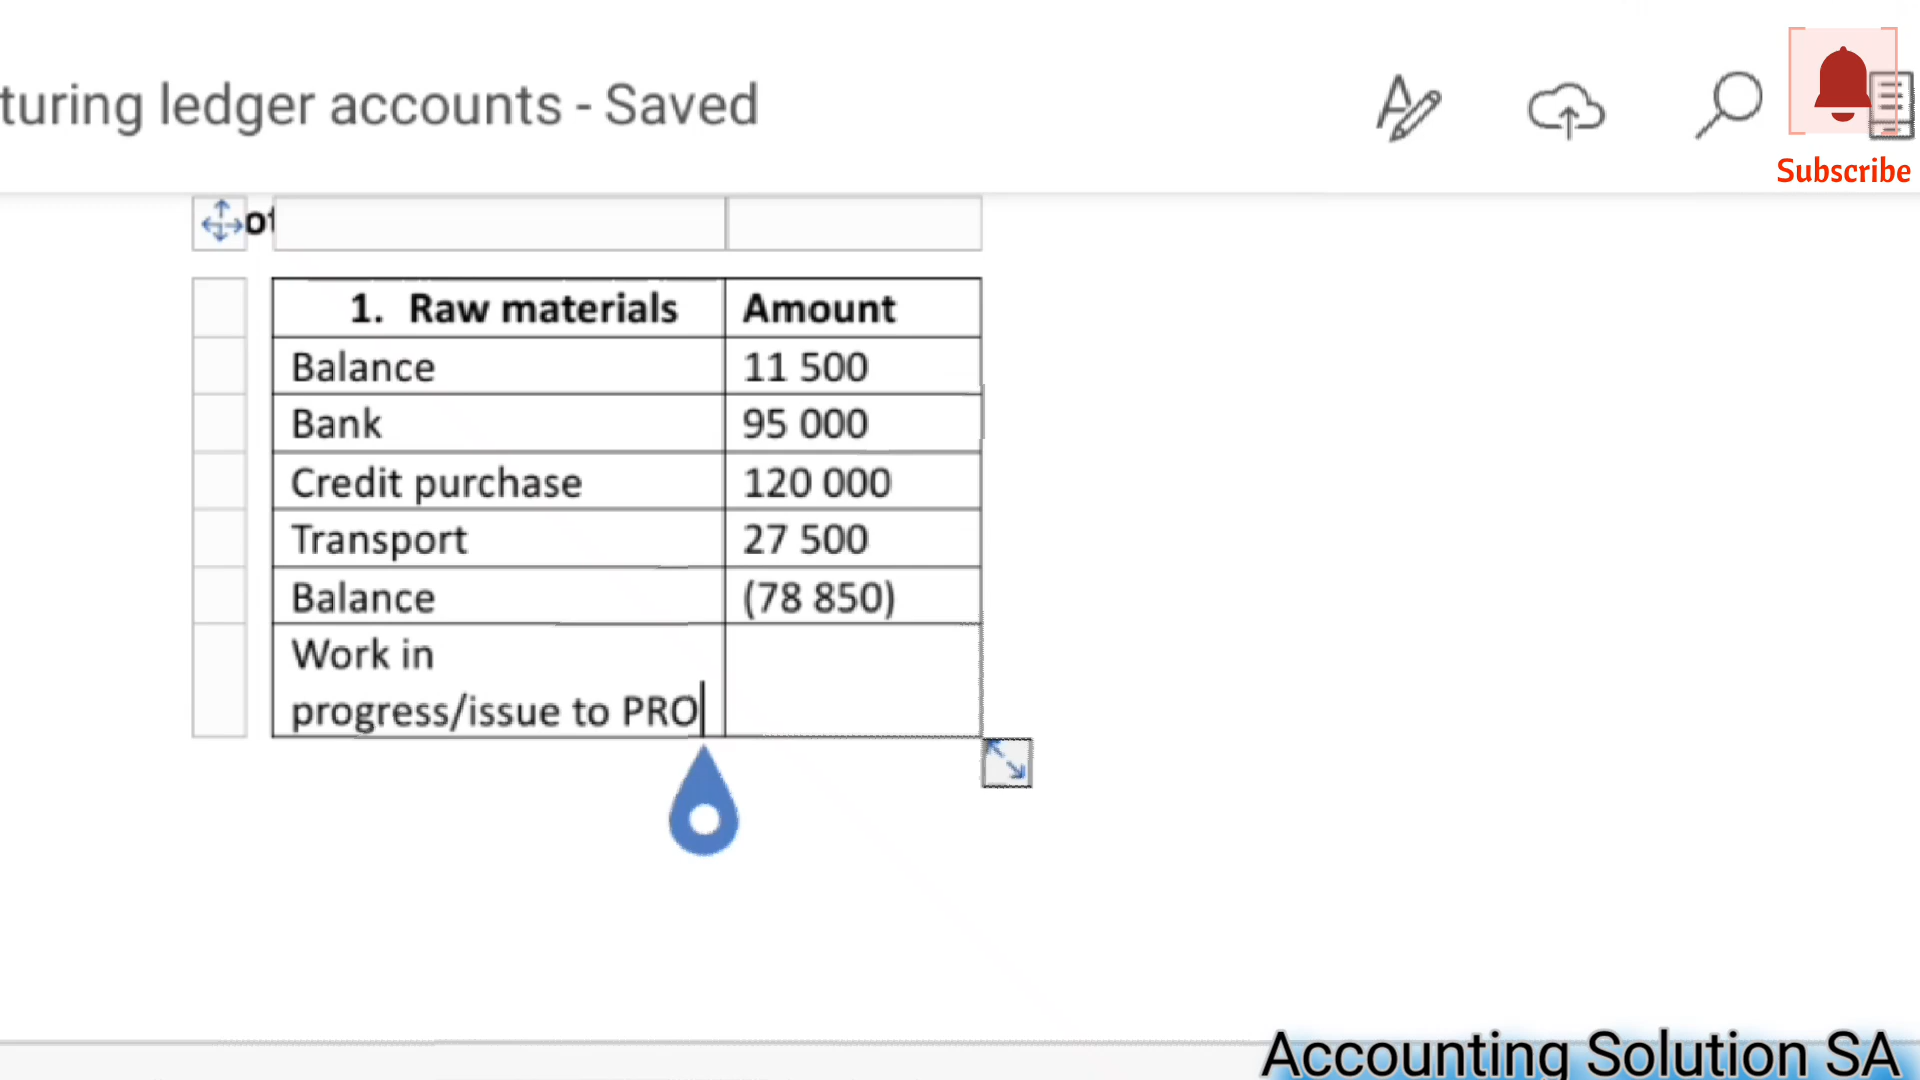 turing ledger accounts - Saved
Subscribe
1. Raw materials Amount
Balance 11 500
Bank 95 000
Credit purchase 120 000
Transport 27 500
Balance (78 850)
Work in
progress/issue to PRO
Accounting Solution SA